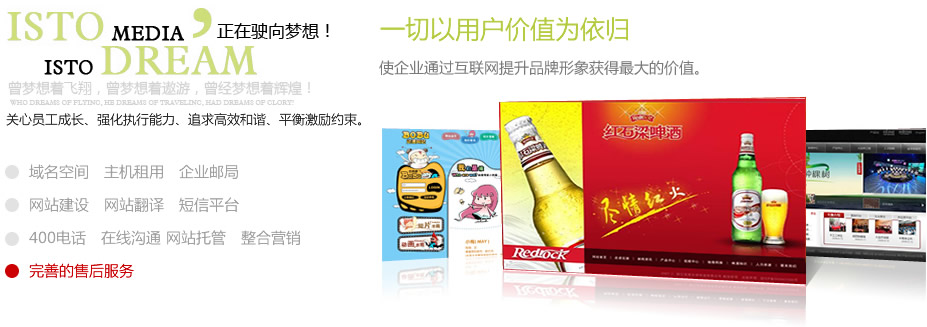 ISTO MEDIA, 正在驶向梦想！
ISTO DREAM
曾梦想着飞翔，曾梦想着遨游，曾经梦想着辉煌！
WHO DREAMS OF FLYING, HE DREAMS OF TRAVELING, HAD DREAMS OF GLORY!
关心员工成长、强化执行能力、追求高效和谐、平衡激励约束。
域名空间 主机租用 企业邮局
网站建设 网站翻译 短信平台
400电话 在线沟通 网站托管 整合营销
完善的售后服务
一切以用户价值为依归
使企业通过互联网提升品牌形象获得最大的价值。
红石梁啤酒
尽情红火
Redrock